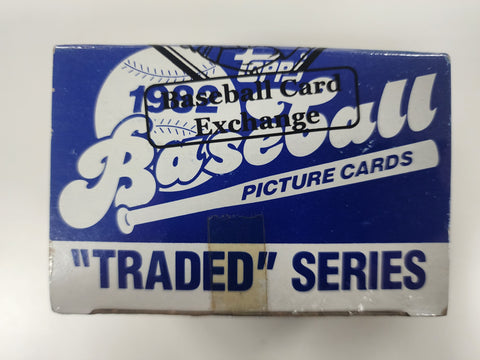 Topps
1982
Baseball Card
Exchange
Baseball
PICTURE CARDS
"TRADED" SERIES